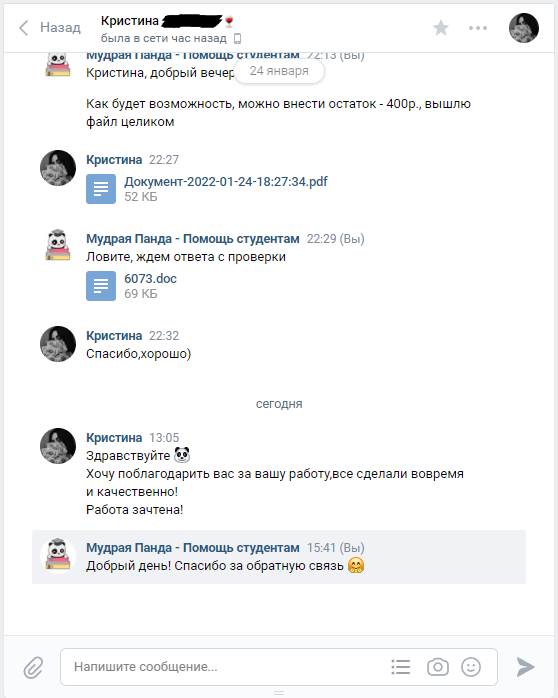 Назад
Кристина
была в сети час назад
Мудрая Панда - Помощь студентам 22:13 (Вы)
Кристина, добрый вечер
24 января
Как будет возможность, можно внести остаток - 400р., вышлю
файл целиком
Кристина 22:27
Документ-2022-01-24-18:27:34.pdf
52 КБ
Мудрая Панда - Помощь студентам 22:29 (Вы)
Ловите, ждем ответа с проверки
6073.doc
69 КБ
Кристина 22:32
Спасибо,хорошо)
сегодня
Кристина 13:05
Здравствуйте 🐼
Хочу поблагодарить вас за вашу работу,все сделали вовремя
и качественно!
Работа зачтена!
Мудрая Панда - Помощь студентам 15:41 (Вы)
Добрый день! Спасибо за обратную связь 🤗
Напишите сообщение...